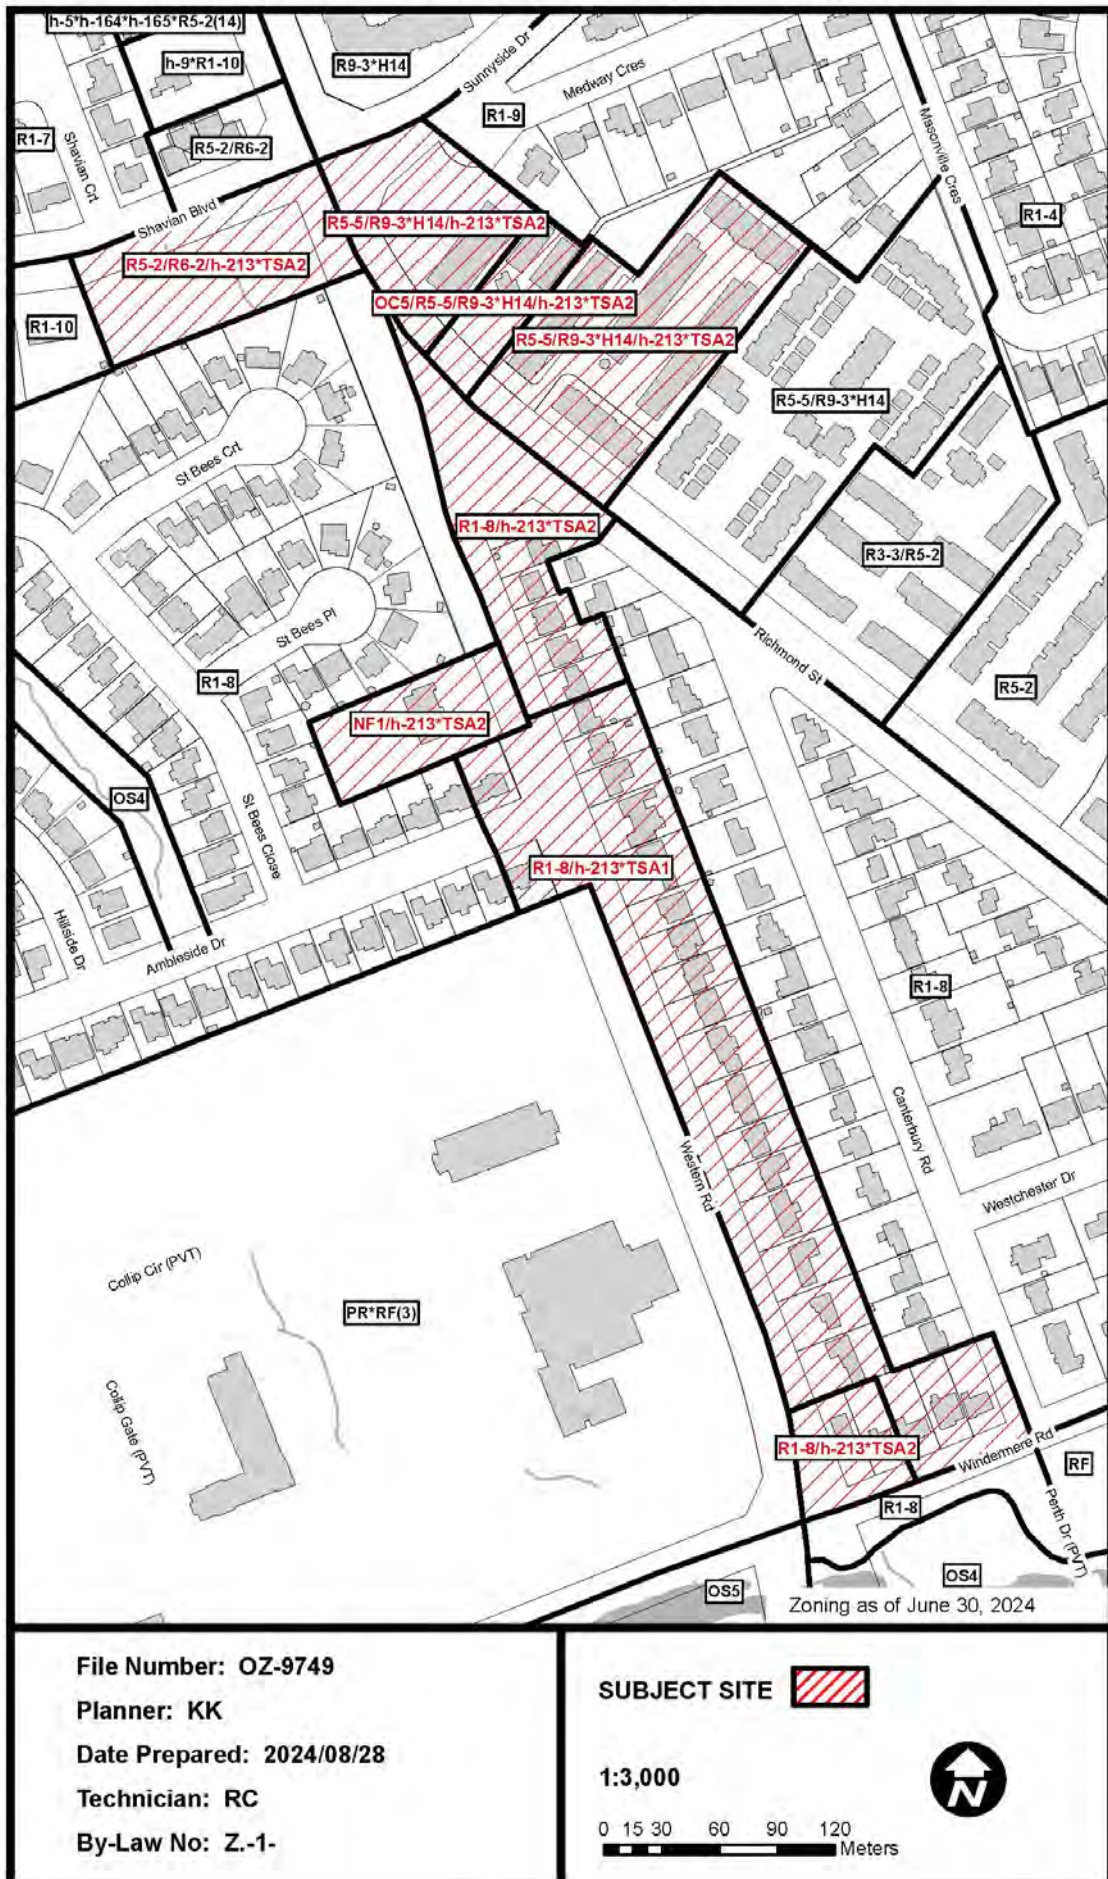 h-5*h-164*h-165*R5-2(14)
h-9*R1-10
R9-3*H14
Sunnyside Dr
Medway Cres
R1-9
R1-7
Shavian Crt
R5-2/R6-2
Masonville Cres
R1-4
Shavian Blvd
R5-5/R9-3*H14/h-213*TSA2
R5-2/R6-2/h-213*TSA2
OC5/R5-5/R9-3*H14/h-213*TSA2
R1-10
R5-5/R9-3*H14/h-213*TSA2
R5-5/R9-3*H14
St Bees Crt
R1-8/h-213*TSA2
R3-3/R5-2
St Bees Pl
Richmond St
R1-8
R5-2
NF1/h-213*TSA2
OS4
St Bees Close
R1-8/h-213*TSA1
Hillside Dr
Ambleside Dr
R1-8
Canterbury Rd
Western Rd
Westchester Dr
Collip Cir (PVT)
PR*RF(3)
Collip Gate (PVT)
R1-8/h-213*TSA2
Windermere Rd
RF
R1-8
Perth Dr (PVT)
OS4
OS5
Zoning as of June 30, 2024
File Number: OZ-9749
Planner: KK
Date Prepared: 2024/08/28
Technician: RC
By-Law No: Z.-1-
SUBJECT SITE
1:3,000
N
0 15 30 60 90 120
Meters